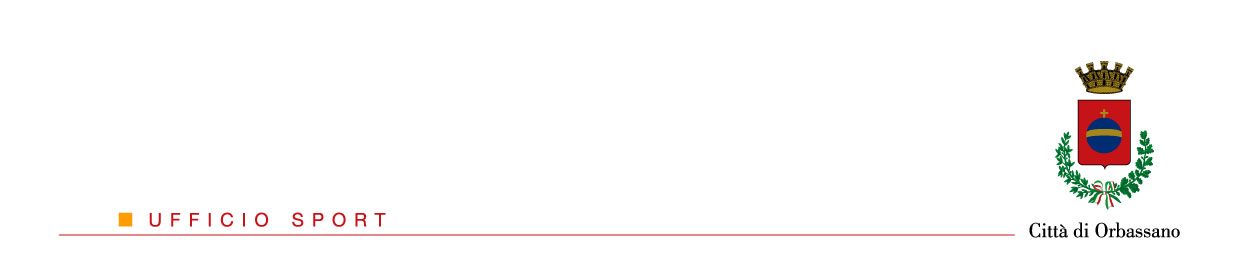 UFFICIO SPORT
Città di Orbassano